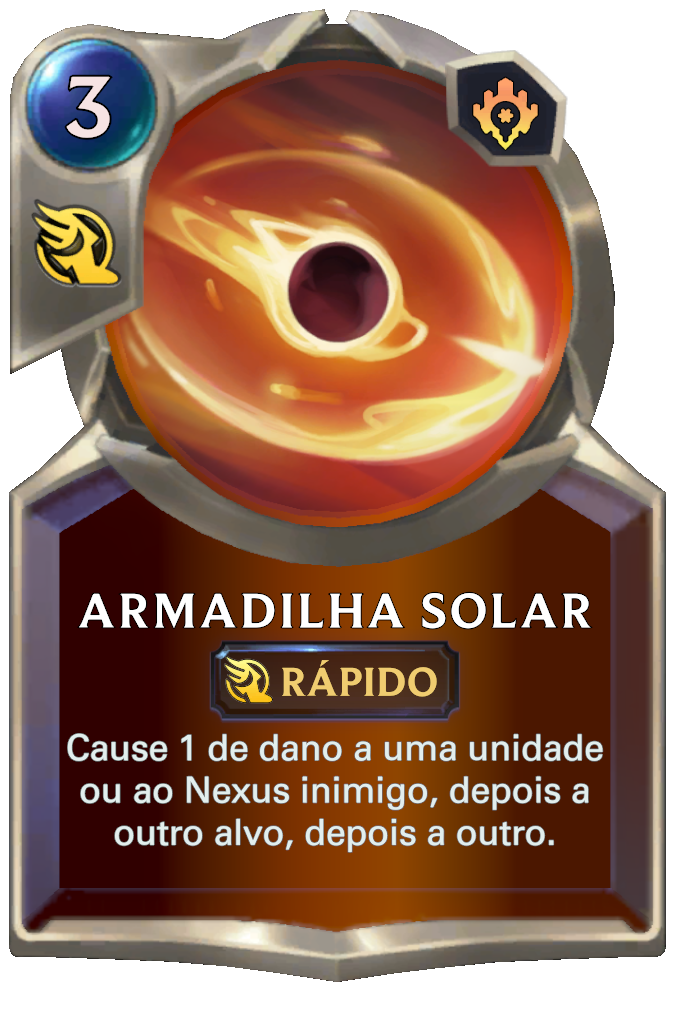 3
ARMADILHA SOLAR
RÁPIDO
Cause 1 de dano a uma unidade
ou ao Nexus inimigo, depois a
outro alvo, depois a outro.